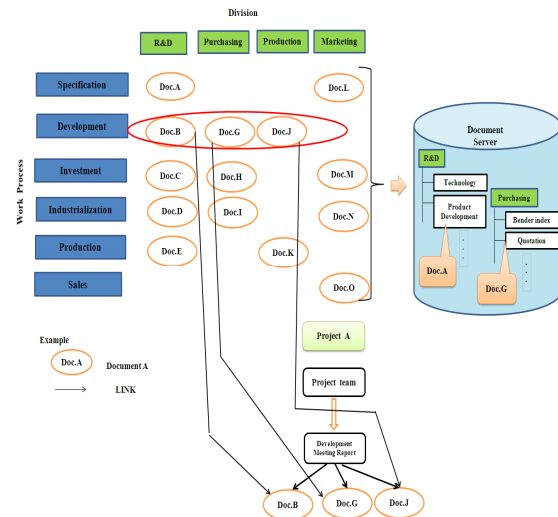 Division
R&D
Purchasing
Production
Marketing
Work Process
Specification
Doc.A
Doc.L
Development
Doc.B
Doc.G
Doc.J
Investment
Doc.C
Doc.H
Doc.M
Industrialization
Doc.D
Doc.I
Doc.N
Production
Doc.E
Doc.K
Sales
Doc.O
Document
Server
R&D
Technology
Product
Development
Purchasing
Bender index
Quotation
Doc.A
Doc.G
Example
Doc.A
Document A
LINK
Project A
Project team
Development
Meeting Report
Doc.B
Doc.G
Doc.J